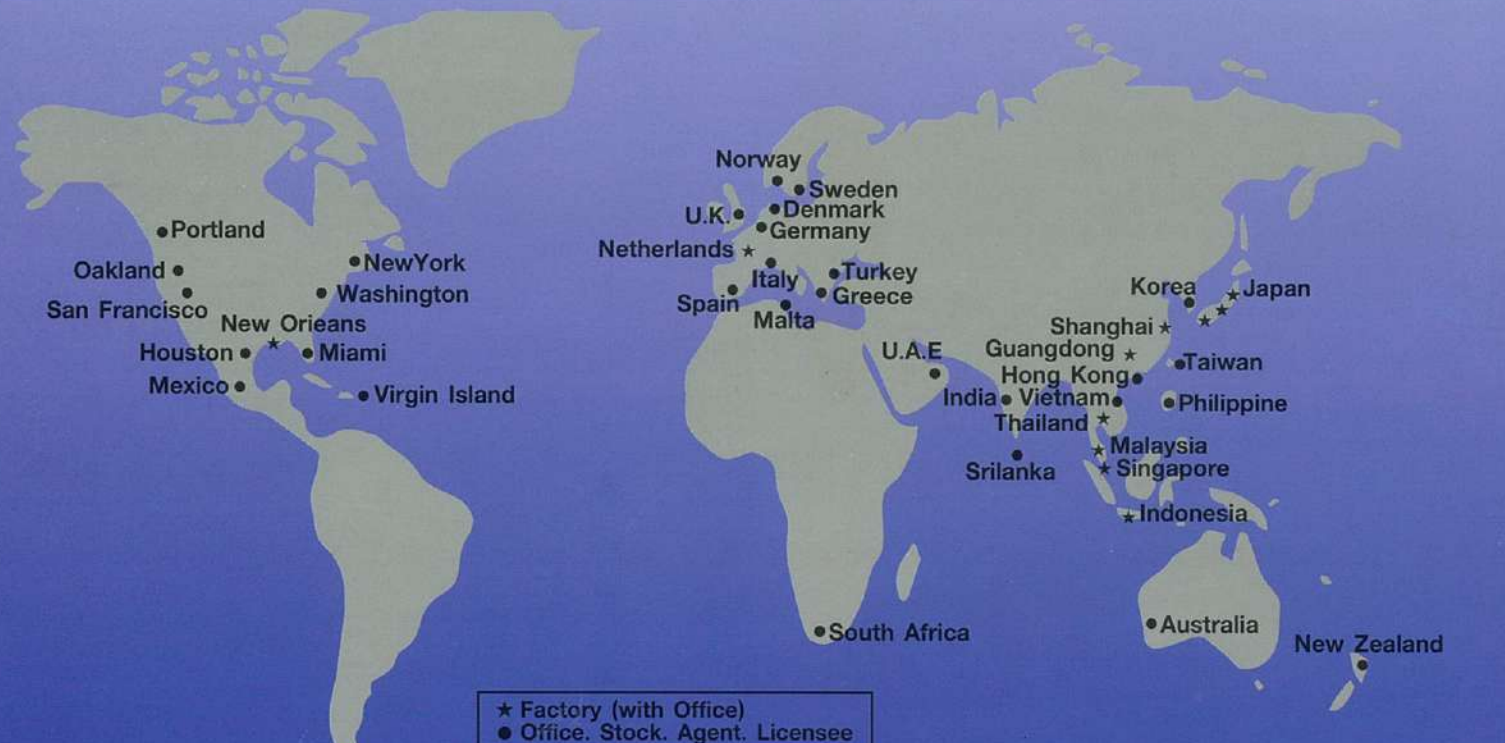 Norway
Sweden
U.K.
Denmark
Germany
Portland
Netherlands
NewYork
Oakland
Italy
Turkey
Korea
Japan
Washington
San Francisco
Spain
Greece
Malta
New Orieans
Shanghai
Houston
Miami
Guangdong
U.A.E
Taiwan
Hong Kong
Mexico
Virgin Island
India
Vietnam
Philippine
Thailand
Malaysia
Srilanka
Singapore
Indonesia
South Africa
Australia
New Zealand
★ Factory (with Office)
● Office. Stock. Agent. Licensee